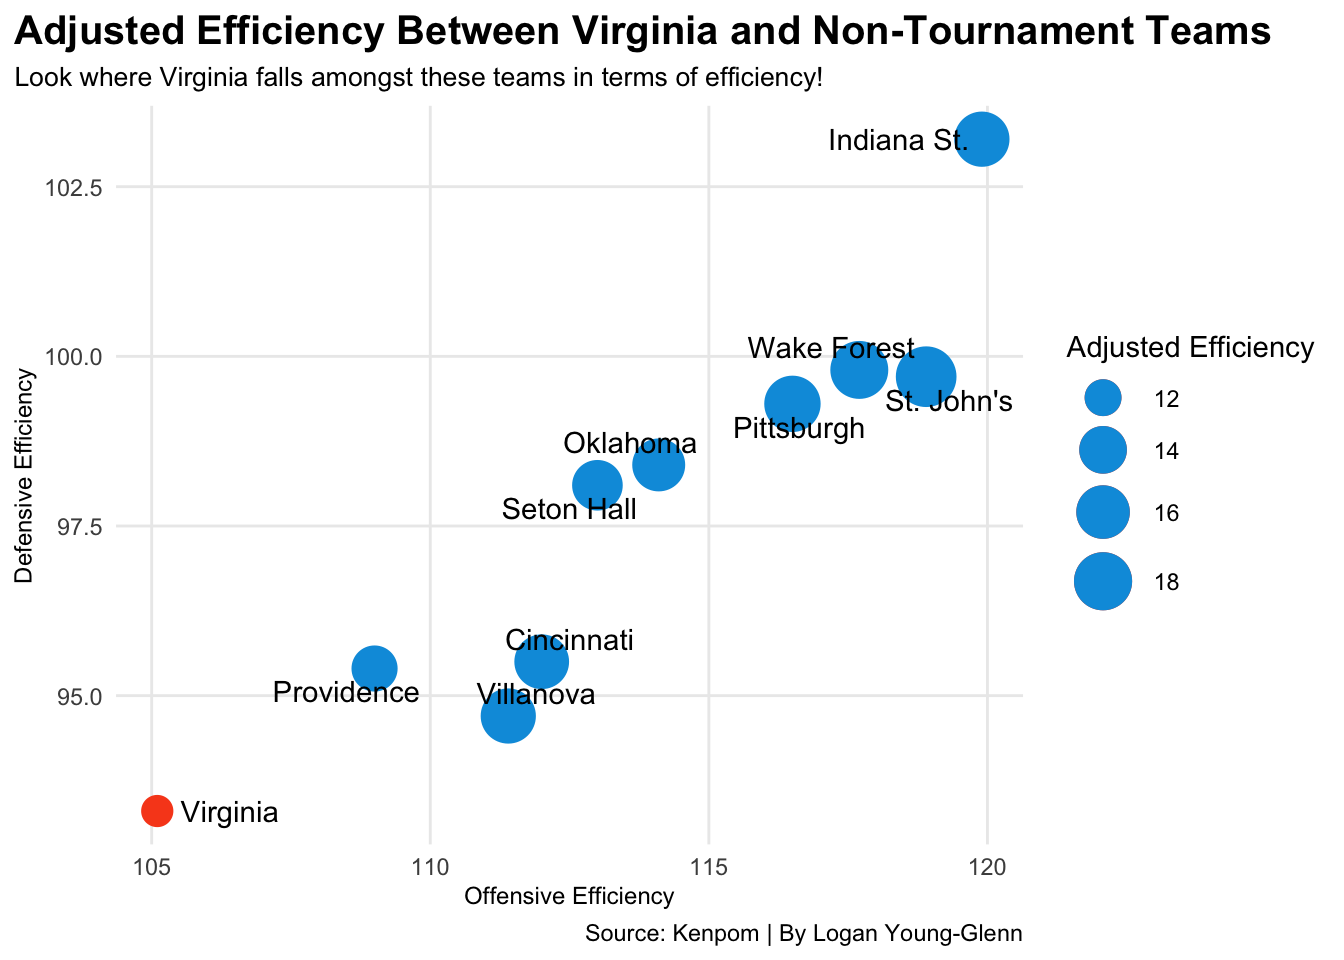 Adjusted Efficiency Between Virginia and Non-Tournament Teams
Look where Virginia falls amongst these teams in terms of efficiency!
Indiana St.
102.5
Wake Forest
100.0
St. John's
Pittsburgh
Oklahoma
Seton Hall
97.5
Cincinnati
Providence
Villanova
95.0
Virginia
Defensive Efficiency
105
110
115
120
Offensive Efficiency
Adjusted Efficiency
12
14
16
18
Source: Kenpom | By Logan Young-Glenn